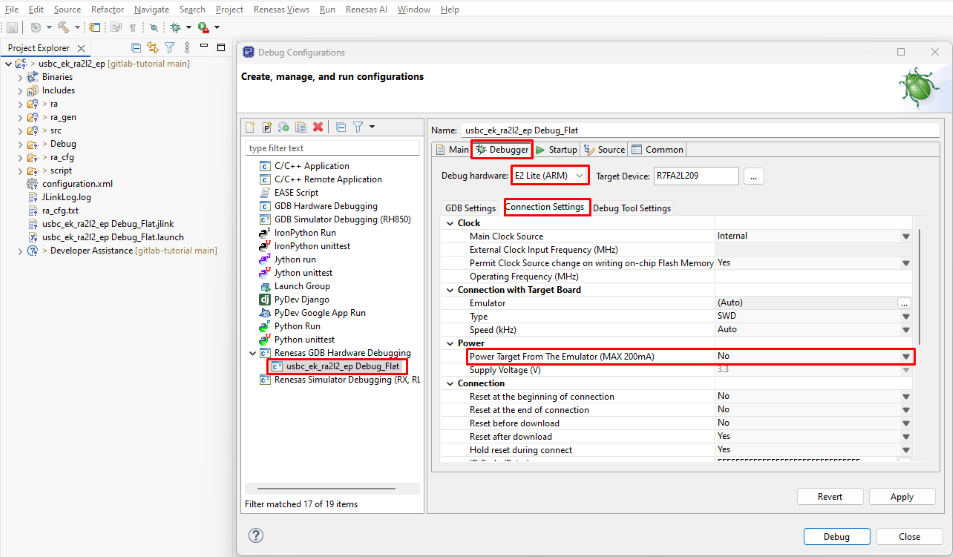 File Edit Source Refactor Navigate Search Project Renesas Views Run Renesas AI Window Help
Project Explorer
usbc_ek_ra2l2_ep [gitlab-tutorial main]
Binaries
Includes
ra
ra_gen
src
Debug
ra_cfg
script
configuration.xml
JLinkLog.log
ra_cfg.txt
usbc_ek_ra2l2_ep Debug_Flat.jlink
usbc_ek_ra2l2_ep Debug_Flat.launch
Developer Assistance [gitlab-tutorial main]
Debug Configurations
Create, manage, and run configurations
type filter text
C/C++ Application
C/C++ Remote Application
EASE Script
GDB Hardware Debugging
GDB Simulator Debugging (RH850)
IronPython Run
IronPython unittest
Jython run
Jython unittest
Launch Group
PyDev Django
PyDev Google App Run
Python Run
Python unittest
Renesas GDB Hardware Debugging
usbc_ek_ra2l2_ep Debug_Flat
Renesas Simulator Debugging (RX, RL
Filter matched 17 of 19 items
Name: usbc_ek_ra2l2_ep Debug_Flat
Main Debugger Startup Source Common
Debug hardware: E2 Lite (ARM) Target Device: R7FA2L209 ...
GDB Settings Connection Settings Debug Tool Settings
Clock
Main Clock Source Internal
External Clock Input Frequency (MHz)
Permit Clock Source change on writing on-chip Flash Memory Yes
Operating Frequency (MHz)
Connection with Target Board
Emulator (Auto) ...
Type SWD
Speed (kHz) Auto
Power
Power Target From The Emulator (MAX 200mA) No
Supply Voltage (V) 3.3
Connection
Reset at the beginning of connection No
Reset at the end of connection No
Reset before download No
Reset after download Yes
Hold reset during connect Yes
Revert Apply
Debug Close